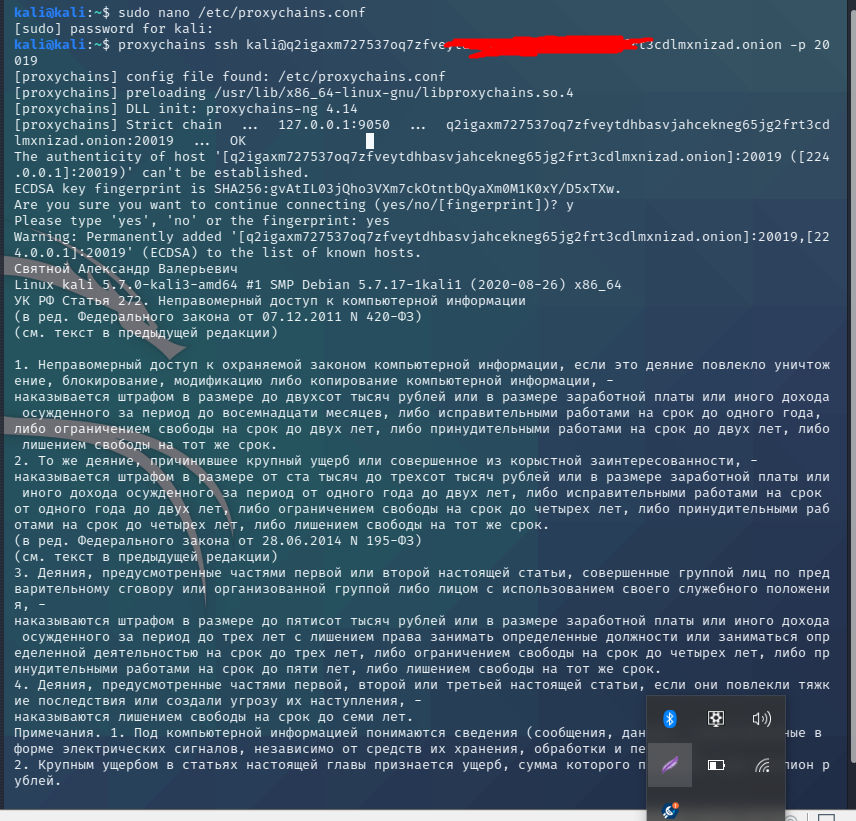 kali@kali:~$ sudo nano /etc/proxychains.conf
[sudo] password for kali:
kali@kali:~$ proxychains ssh kali@q2igaxm727537oq7zfvey t3cdlmxnizad.onion -p 20
019
[proxychains] config file found: /etc/proxychains.conf
[proxychains] preloading /usr/lib/x86_64-linux-gnu/libproxychains.so.4
[proxychains] DLL init: proxychains-ng 4.14
[proxychains] Strict chain ... 127.0.0.1:9050 ... q2igaxm727537oq7zfveytdhbasvjahcekneg65jg2frt3cd
lmxnizad.onion:20019 ... OK
The authenticity of host '[q2igaxm727537oq7zfveytdhbasvjahcekneg65jg2frt3cdlmxnizad.onion]:20019 ([224
.0.0.1]:20019)' can't be established.
ECDSA key fingerprint is SHA256:gvAtIL03jQho3VXm7ckOtntbQyaXm0M1K0xY/D5xTXw.
Are you sure you want to continue connecting (yes/no/[fingerprint])? y
Please type 'yes', 'no' or the fingerprint: yes
Warning: Permanently added '[q2igaxm727537oq7zfveytdhbasvjahcekneg65jg2frt3cdlmxnizad.onion]:20019,[22
4.0.0.1]:20019' (ECDSA) to the list of known hosts.
Святной Александр Валерьевич
Linux kali 5.7.0-kali3-amd64 #1 SMP Debian 5.7.17-1kali1 (2020-08-26) x86_64
УК РФ Статья 272. Неправомерный доступ к компьютерной информации
(в ред. Федерального закона от 07.12.2011 N 420-ФЗ)
(см. текст в предыдущей редакции)
1. Неправомерный доступ к охраняемой законом компьютерной информации, если это деяние повлекло уничтож
ение, блокирование, модификацию либо копирование компьютерной информации, -
наказывается штрафом в размере до двухсот тысяч рублей или в размере заработной платы или иного дохода
осужденного за период до восемнадцати месяцев, либо исправительными работами на срок до одного года,
либо ограничением свободы на срок до двух лет, либо принудительными работами на срок до двух лет, либо
лишением свободы на тот же срок.
2. То же деяние, причинившее крупный ущерб или совершенное из корыстной заинтересованности, -
наказывается штрафом в размере от ста тысяч до трехсот тысяч рублей или в размере заработной платы или
иного дохода осужденного за период от одного года до двух лет, либо исправительными работами на срок
от одного года до двух лет, либо ограничением свободы на срок до четырех лет, либо принудительными раб
отами на срок до четырех лет, либо лишением свободы на тот же срок.
(в ред. Федерального закона от 28.06.2014 N 195-ФЗ)
(см. текст в предыдущей редакции)
3. Деяния, предусмотренные частями первой или второй настоящей статьи, совершенные группой лиц по пред
варительному сговору или организованной группой либо лицом с использованием своего служебного положени
я, -
наказываются штрафом в размере до пятисот тысяч рублей или в размере заработной платы или иного дохода
осужденного за период до трех лет с лишением права занимать определенные должности или заниматься опр
еделенной деятельностью на срок до трех лет, либо ограничением свободы на срок до четырех лет, либо пр
инудительными работами на срок до пяти лет, либо лишением свободы на тот же срок.
4. Деяния, предусмотренные частями первой, второй или третьей настоящей статьи, если они повлекли тяжк
ие последствия или создали угрозу их наступления, -
наказываются лишением свободы на срок до семи лет.
Примечания. 1. Под компьютерной информацией понимаются сведения (сообщения, дан ные в
форме электрических сигналов, независимо от средств их хранения, обработки и пе
2. Крупным ущербом в статьях настоящей главы признается ущерб, сумма которого п лион р
ублей.